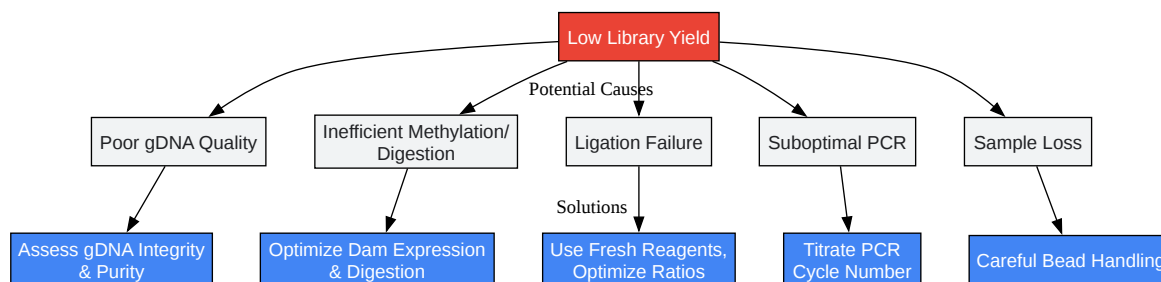 Low Library Yield
Potential Causes
Poor gDNA Quality
Inefficient Methylation/
Digestion
Ligation Failure
Suboptimal PCR
Sample Loss
Solutions
Assess gDNA Integrity
& Purity
Optimize Dam Expression
& Digestion
Use Fresh Reagents,
Optimize Ratios
Titrate PCR
Cycle Number
Careful Bead Handling